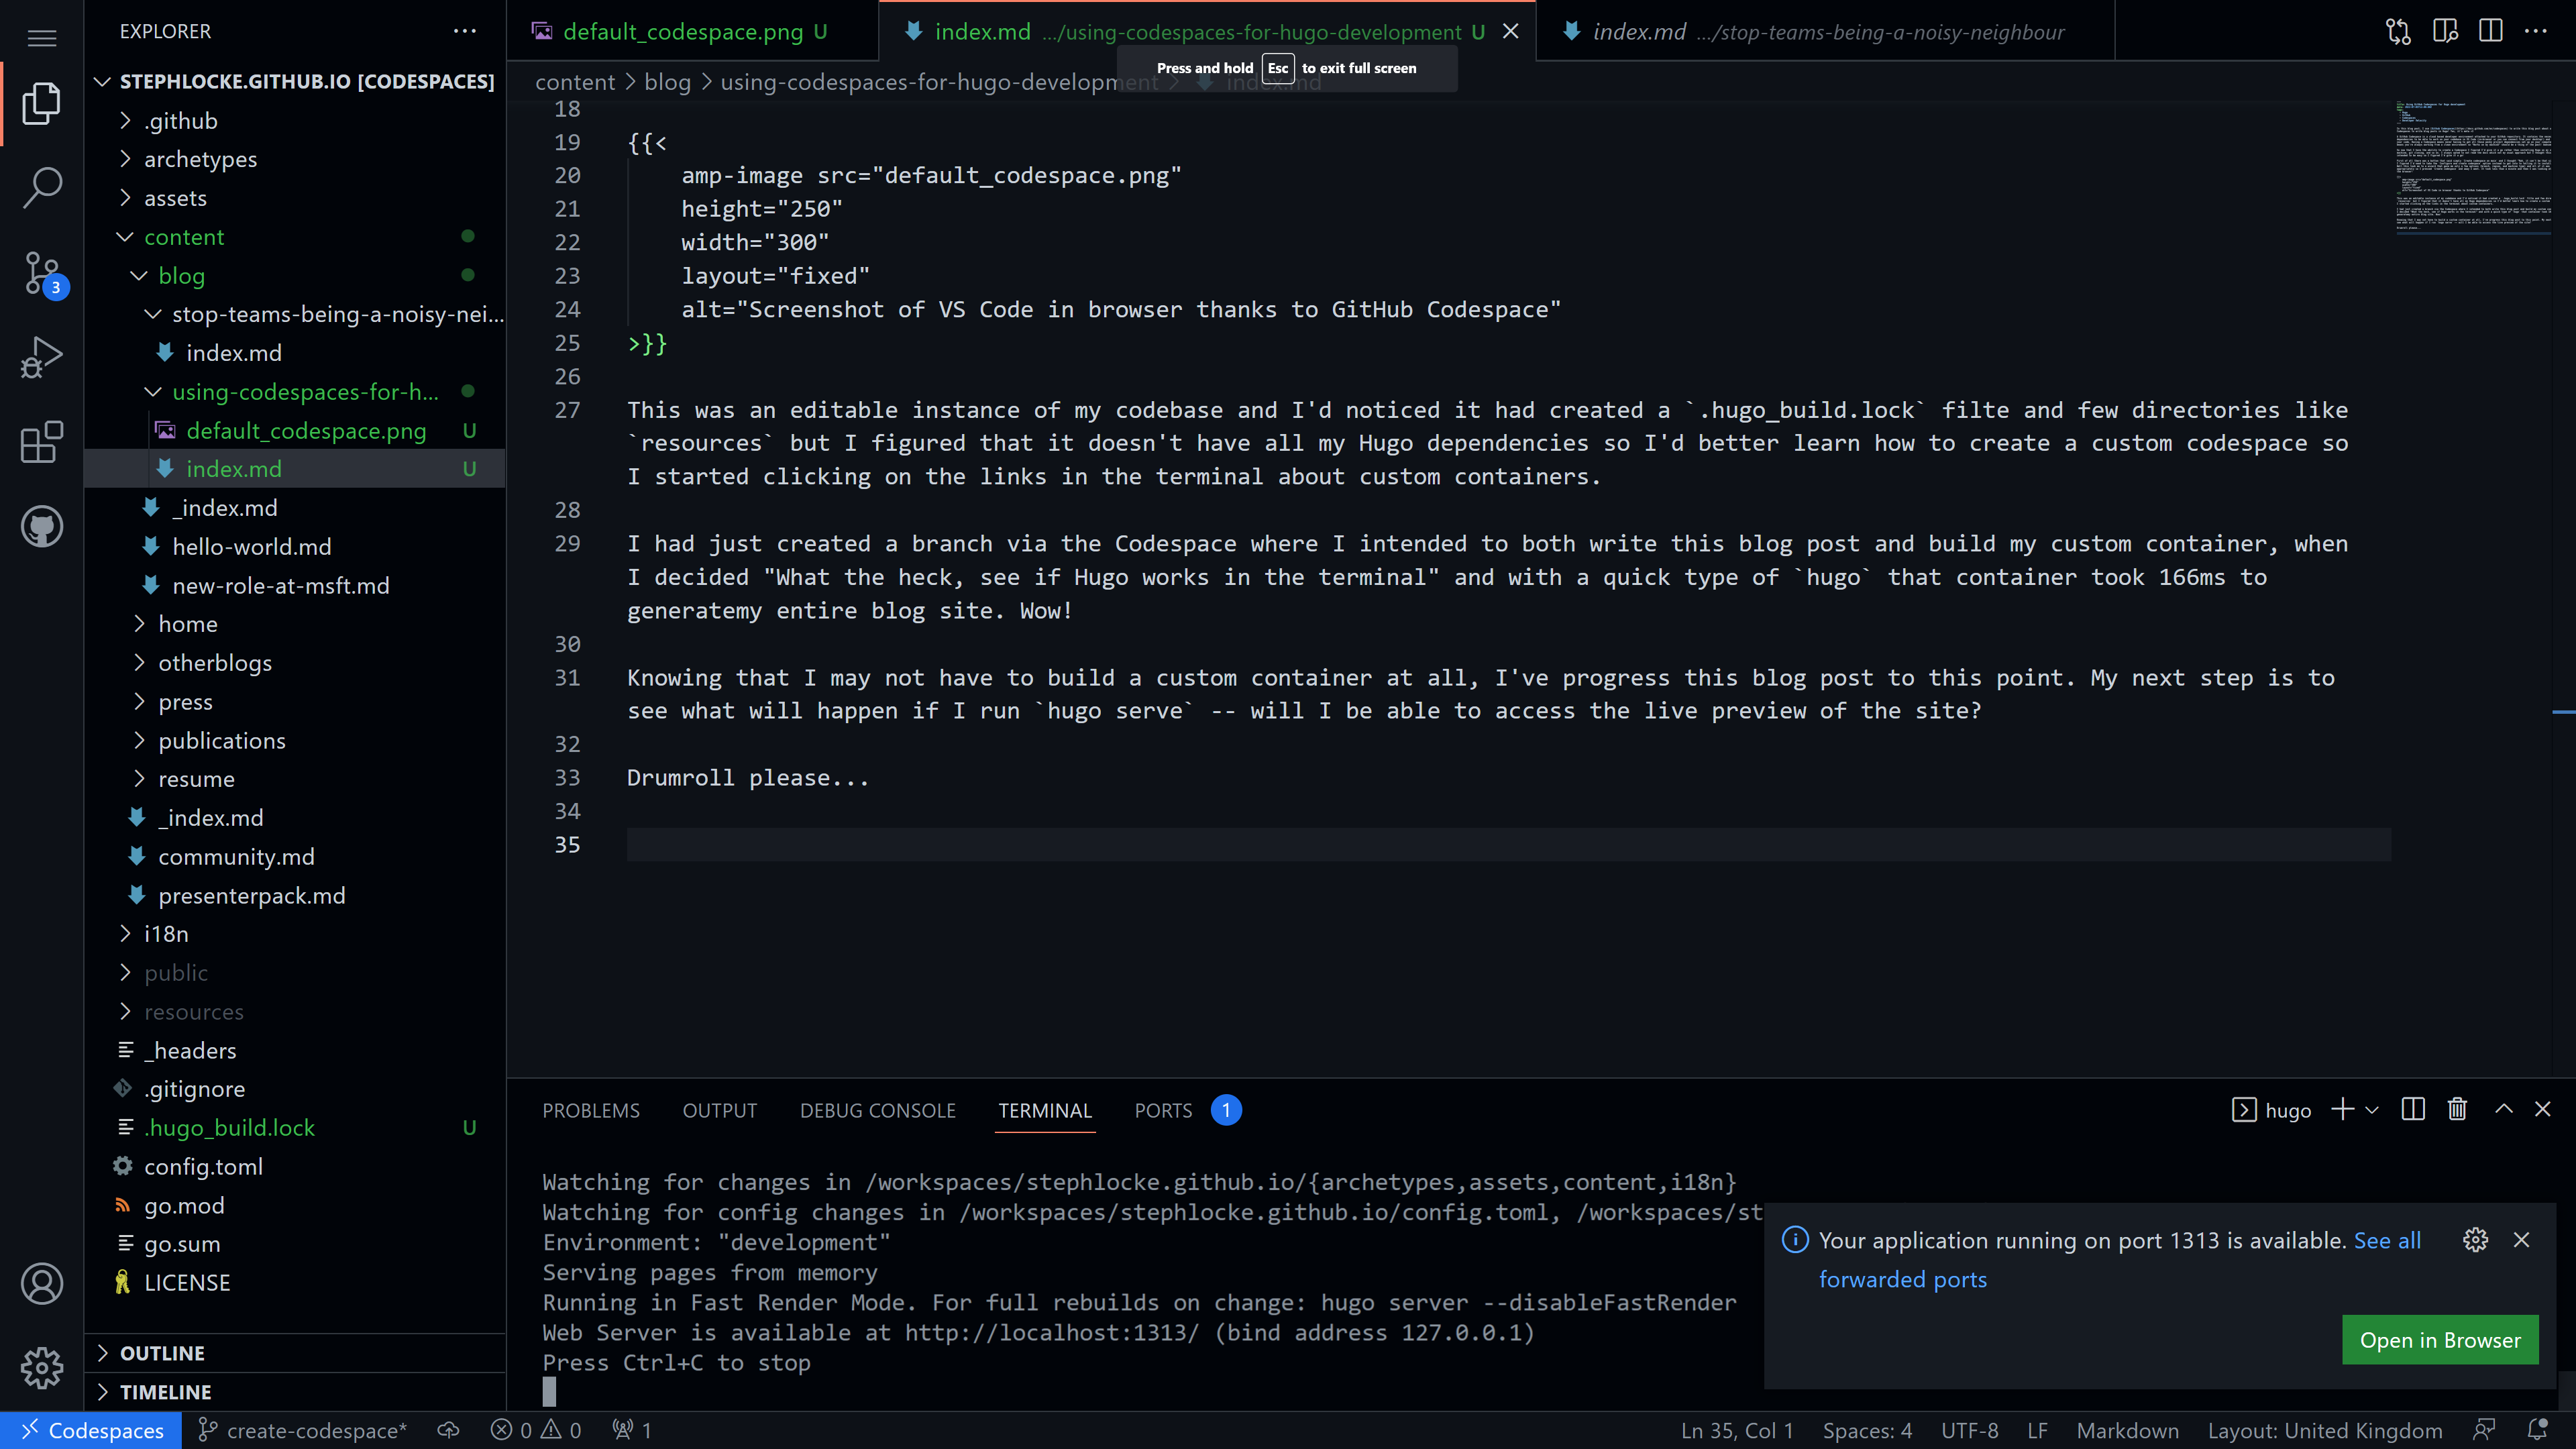 EXPLORER
STEPHLOCKE.GITHUB.IO [CODESPACES]
.github
archetypes
assets
content
blog
stop-teams-being-a-noisy-nei...
index.md
using-codespaces-for-h...
default_codespace.png U
index.md U
_index.md
hello-world.md
new-role-at-msft.md
home
otherblogs
press
publications
resume
_index.md
community.md
presenterpack.md
i18n
public
resources
_headers
.gitignore
.hugo_build.lock U
config.toml
go.mod
go.sum
LICENSE
OUTLINE
TIMELINE
3
default_codespace.png U
index.md .../using-codespaces-for-hugo-development U
index.md .../stop-teams-being-a-noisy-neighbour
Press and hold Esc to exit full screen
content > blog > using-codespaces-for-hugo-development > index.md
18
19 {{<
20 amp-image src="default_codespace.png"
21 height="250"
22 width="300"
23 layout="fixed"
24 alt="Screenshot of VS Code in browser thanks to GitHub Codespace"
25 >}}
26
27 This was an editable instance of my codebase and I'd noticed it had created a `.hugo_build.lock` filte and few directories like
`resources` but I figured that it doesn't have all my Hugo dependencies so I'd better learn how to create a custom codespace so
I started clicking on the links in the terminal about custom containers.
28
29 I had just created a branch via the Codespace where I intended to both write this blog post and build my custom container, when
I decided "What the heck, see if Hugo works in the terminal" and with a quick type of `hugo` that container took 166ms to
generatemy entire blog site. Wow!
30
31 Knowing that I may not have to build a custom container at all, I've progress this blog post to this point. My next step is to
see what will happen if I run `hugo serve` -- will I be able to access the live preview of the site?
32
33 Drumroll please...
34
35
PROBLEMS OUTPUT DEBUG CONSOLE TERMINAL PORTS 1
hugo
Watching for changes in /workspaces/stephlocke.github.io/{archetypes,assets,content,i18n}
Watching for config changes in /workspaces/stephlocke.github.io/config.toml, /workspaces/st
Environment: "development"
Serving pages from memory
Running in Fast Render Mode. For full rebuilds on change: hugo server --disableFastRender
Web Server is available at http://localhost:1313/ (bind address 127.0.0.1)
Press Ctrl+C to stop
Your application running on port 1313 is available. See all
forwarded ports
Open in Browser
Codespaces create-codespace* 0 0 1 Ln 35, Col 1 Spaces: 4 UTF-8 LF Markdown Layout: United Kingdom